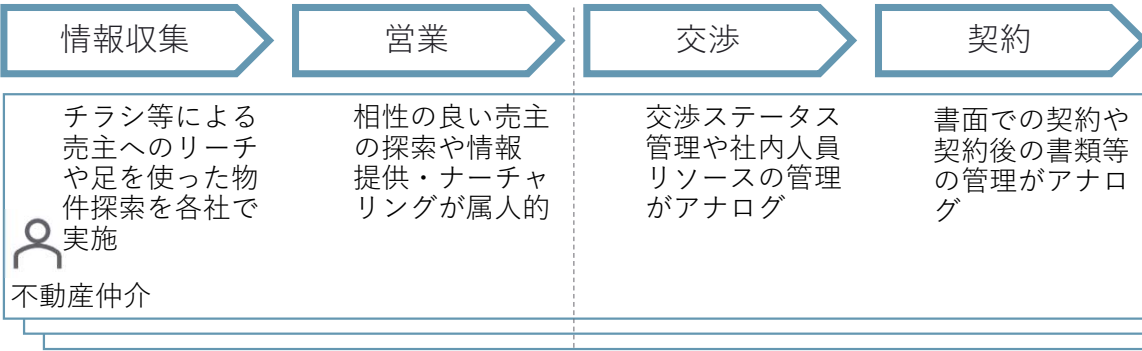 情報収集
営業
交渉
契約
チラシ等による
売主へのリーチ
や足を使った物
件探索を各社で
実施
不動産仲介
相性の良い売主
の探索や情報
提供・ナーチャ
リングが属人的
交渉ステータス
管理や社内人員
リソースの管理
がアナログ
書面での契約や
契約後の書類等
の管理がアナロ
グ